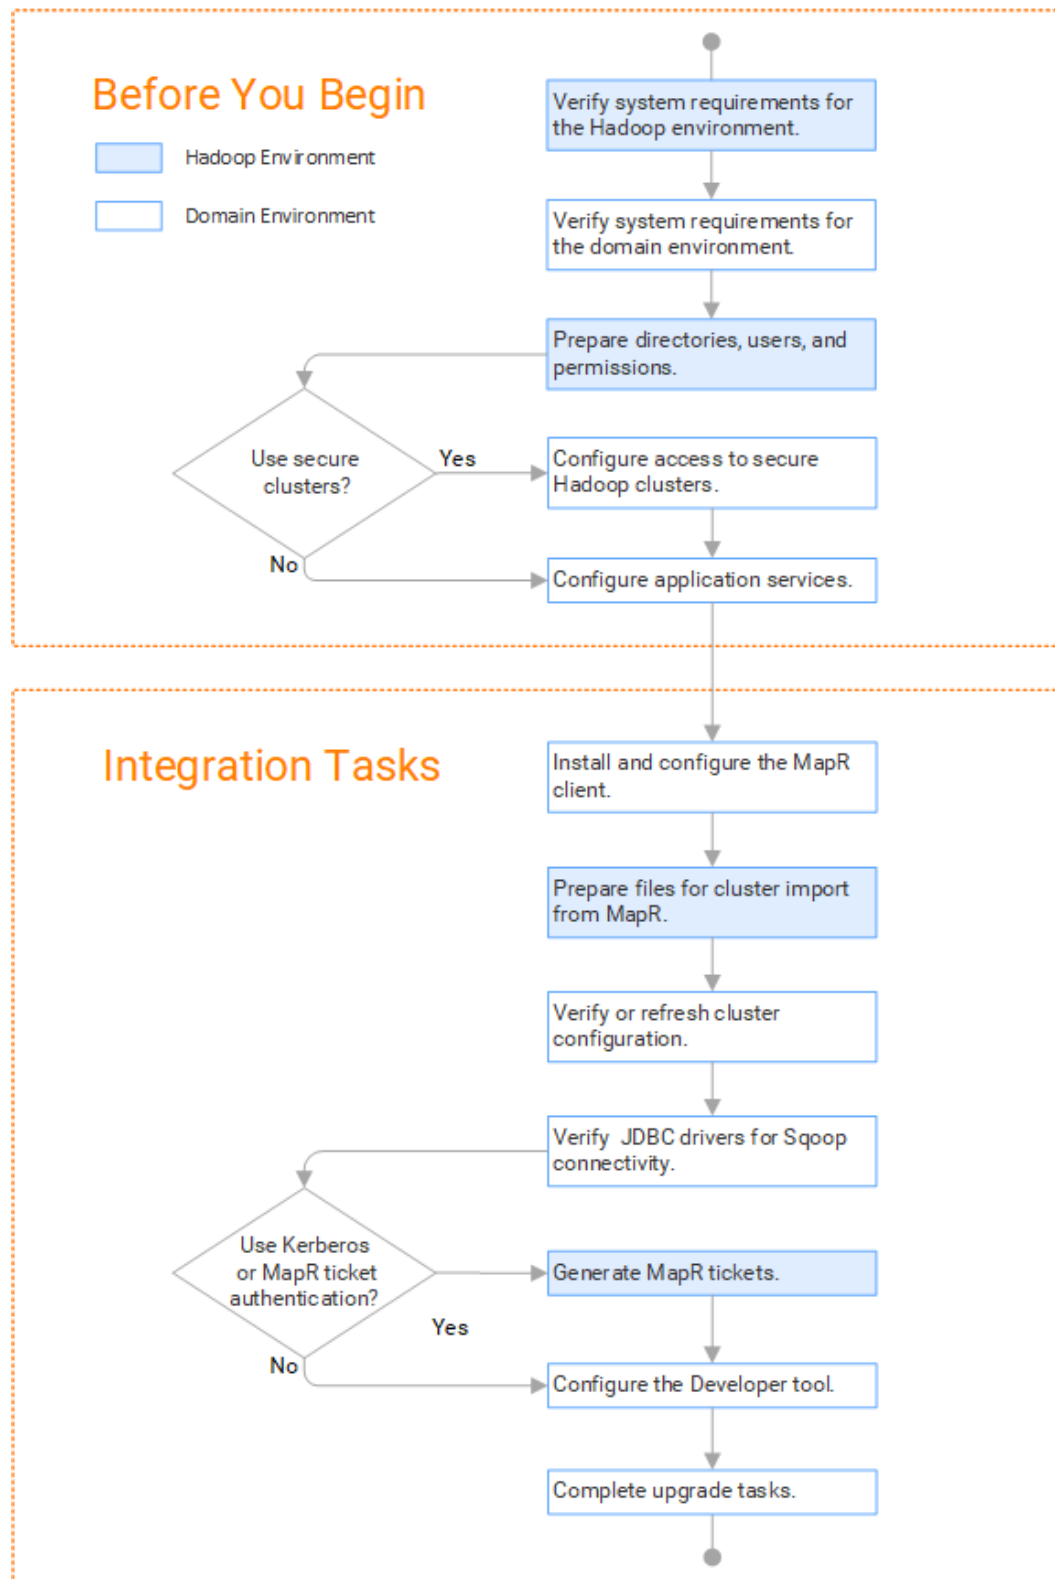 Before You Begin
Hadoop Environment
Domain Environment
Verify system requirements for
the Hadoop environment.
Verify system requirements for
the domain environment.
Prepare directories, users, and
permissions.
Use secure
clusters?
Yes
Configure access to secure
Hadoop clusters.
No
Configure application services.
Integration Tasks
Install and configure the MapR
client.
Prepare files for cluster import
from MapR.
Verify or refresh cluster
configuration.
Verify JDBC drivers for Sqoop
connectivity.
Use Kerberos
or MapR ticket
authentication?
Generate MapR tickets.
Yes
No
Configure the Developer tool.
Complete upgrade tasks.